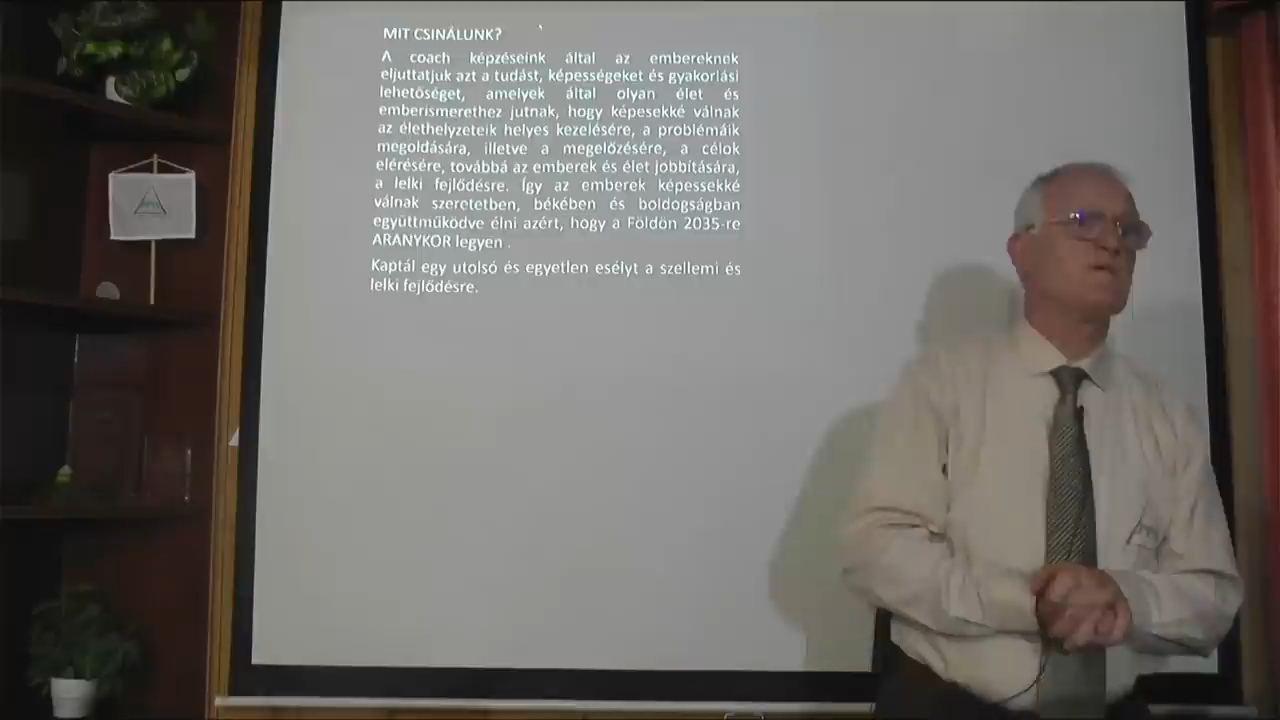 MIT CSINÁLUNK?
A coach képzéseink által az embereknek
eljuttatjuk azt a tudást, képességeket és gyakorlási
lehetőséget, amelyek által olyan élet és
emberismerethez jutnak, hogy képesekké válnak
az élethelyzeteik helyes kezelésére, a problémáik
megoldására, illetve a megelőzésére, a célok
elérésére, továbbá az emberek és élet jobbítására,
a lelki fejlődésre. Így az emberek képessekké
válnak szeretetben, békében és boldogságban
együttműködve élni azért, hogy a Földön 2035-re
ARANYKOR legyen .
Kaptál egy utolsó és egyetlen esélyt a szellemi és
lelki fejlődésre.